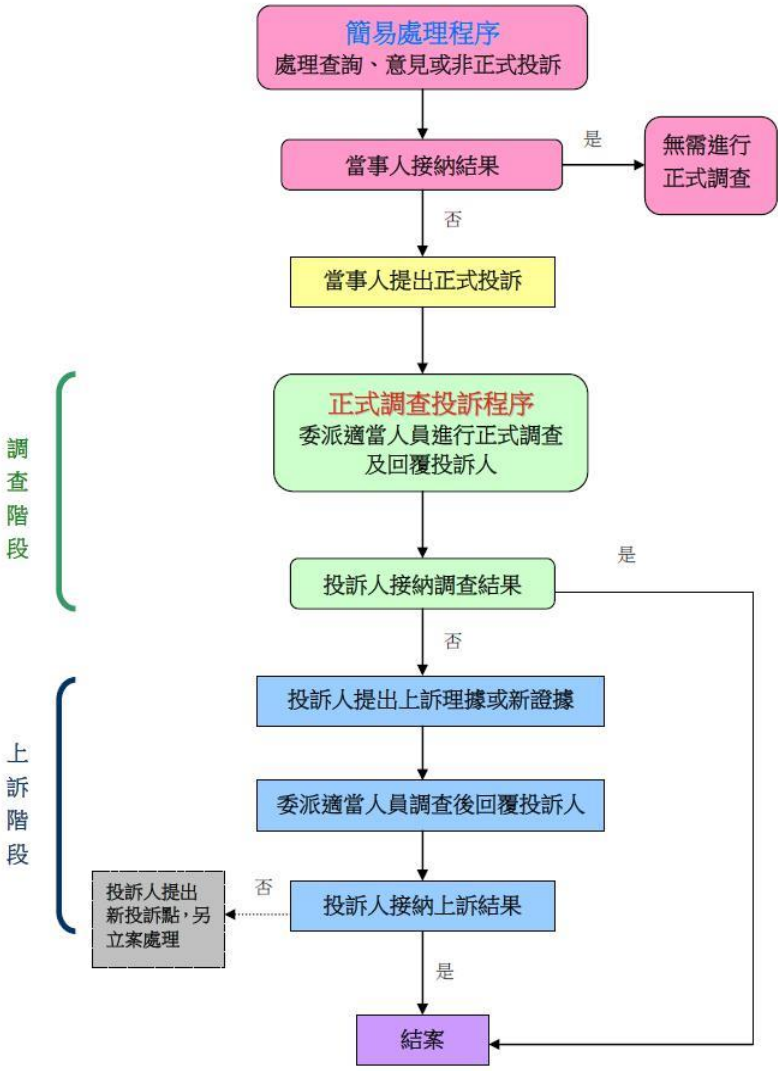 簡易處理程序
處理查詢、意見或非正式投訴
當事人接納結果
是
無需進行
正式調查
否
當事人提出正式投訴
調
查
階
段
正式調查投訴程序
委派適當人員進行正式調查
及回覆投訴人
投訴人接納調查結果
是
否
上
訴
階
段
投訴人提出上訴理據或新證據
委派適當人員調查後回覆投訴人
投訴人接納上訴結果
否
投訴人提出
新投訴點，另
立案處理
是
結案